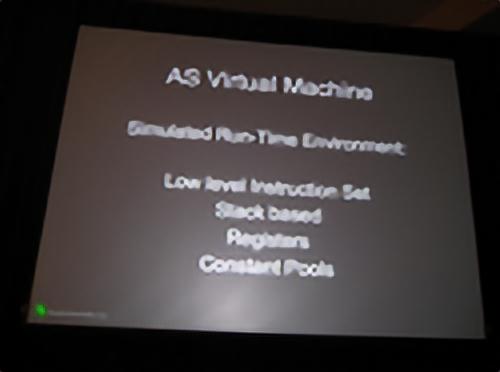 AS Virtual Machine
Simulated Run-Time Environment
Low level Instruction Set
Stack based
Registers
Constant Pools